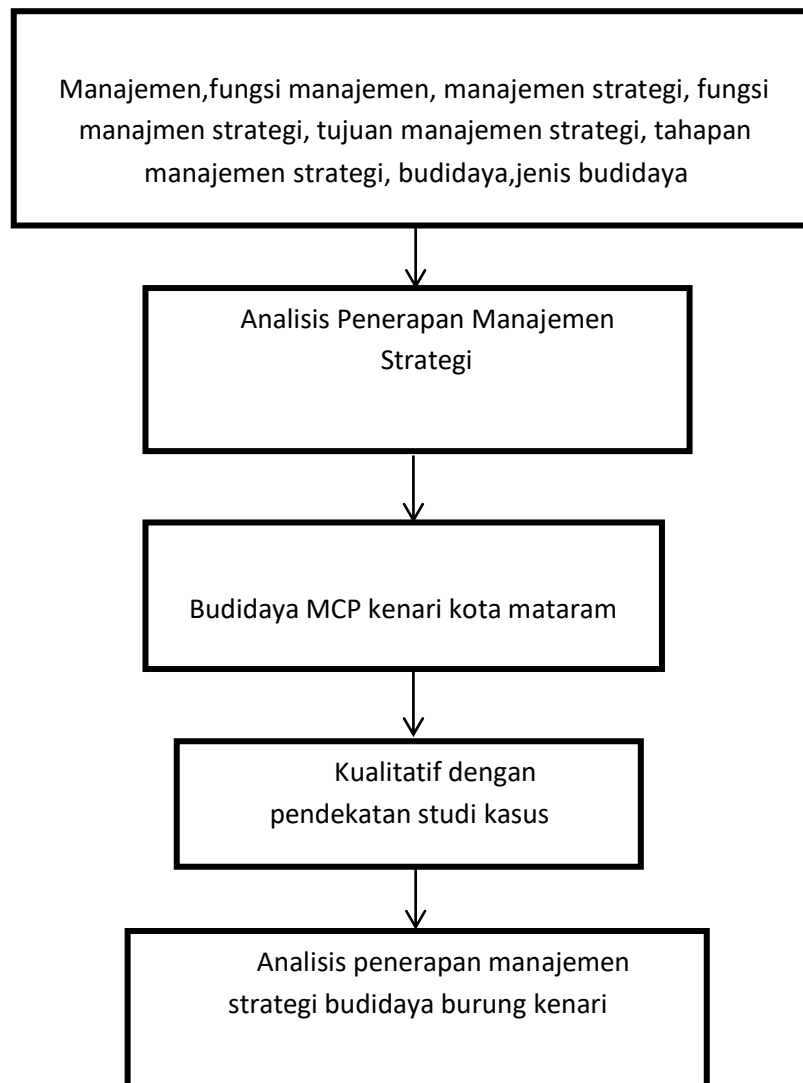 Manajemen,fungsi manajemen, manajemen strategi, fungsi
manajmen strategi, tujuan manajemen strategi, tahapan
manajemen strategi, budidaya,jenis budidaya
Analisis Penerapan Manajemen
Strategi
Budidaya MCP kenari kota mataram
Kualitatif dengan
pendekatan studi kasus
Analisis penerapan manajemen
strategi budidaya burung kenari